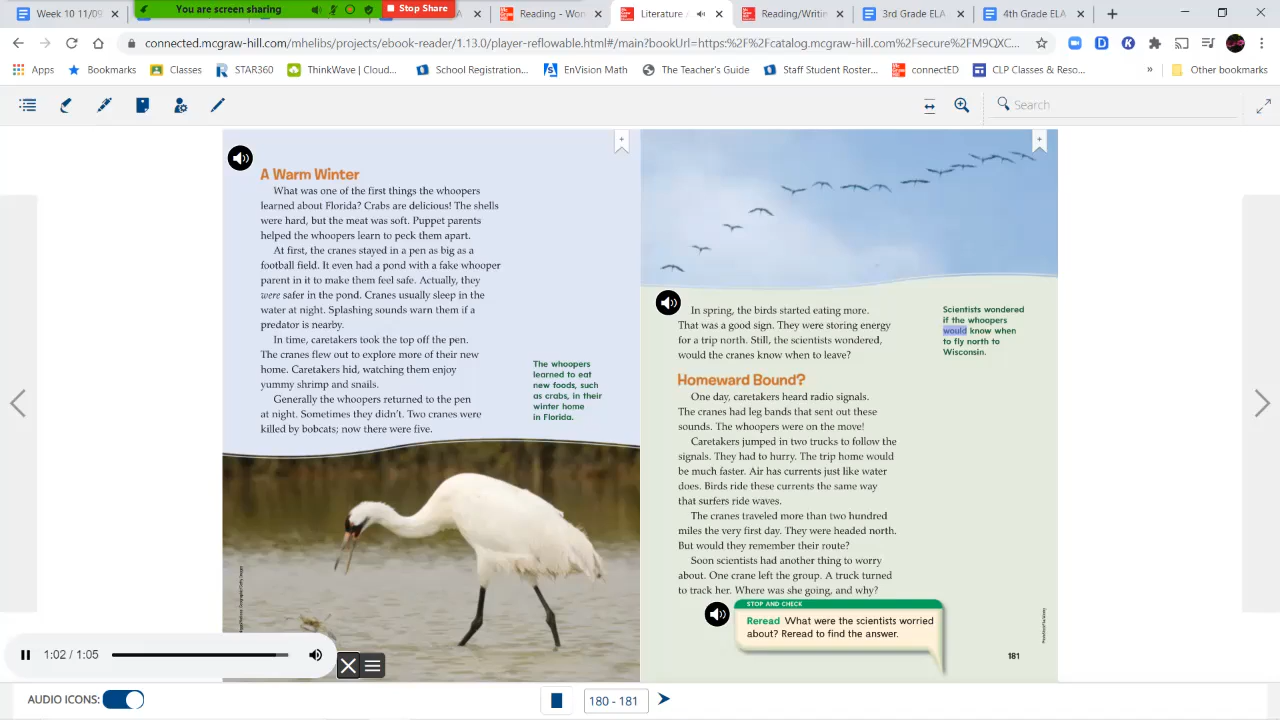 Week 10 11/09
You are screen sharing
Stop Share
Reading - Wor
Literature
Reading/Writing
3rd Grade ELA
4th Grade ELA
connected.mcgraw-hill.com/mhelibs/projects/ebook-reader/1.13.0/player-reflowable.html#/main?bookUrl=https:%2F%2Fcatalog.mcgraw-hill.com%2Fsecure%2FM9QXC...
Apps
Bookmarks
Classes
STAR360
ThinkWave | Cloud...
School Registration...
EnVision Math
The Teacher's Guide
Staff Student Roster...
connectED
CLP Classes & Reso...
»
Other bookmarks
Search
A Warm Winter
What was one of the first things the whoopers
learned about Florida? Crabs are delicious! The shells
were hard, but the meat was soft. Puppet parents
helped the whoopers learn to peck them apart.
At first, the cranes stayed in a pen as big as a
football field. It even had a pond with a fake whooper
parent in it to make them feel safe. Actually, they
were safer in the pond. Cranes usually sleep in the
water at night. Splashing sounds warn them if a
predator is nearby.
In time, caretakers took the top off the pen.
The cranes flew out to explore more of their new
home. Caretakers hid, watching them enjoy
yummy shrimp and snails.
Generally the whoopers returned to the pen
at night. Sometimes they didn't. Two cranes were
killed by bobcats; now there were five.
The whoopers
learned to eat
new foods, such
as crabs, in their
winter home
in Florida.
In spring, the birds started eating more.
That was a good sign. They were storing energy
for a trip north. Still, the scientists wondered,
would the cranes know when to leave?
Scientists wondered
if the whoopers
would know when
to fly north to
Wisconsin.
Homeward Bound?
One day, caretakers heard radio signals.
The cranes had leg bands that sent out these
sounds. The whoopers were on the move!
Caretakers jumped in two trucks to follow the
signals. They had to hurry. The trip home would
be much faster. Air has currents just like water
does. Birds ride these currents the same way
that surfers ride waves.
The cranes traveled more than two hundred
miles the very first day. They were headed north.
But would they remember their route?
Soon scientists had another thing to worry
about. One crane left the group. A truck turned
to track her. Where was she going, and why?
STOP AND CHECK
Reread What were the scientists worried
about? Reread to find the answer.
181
1:02 / 1:05
AUDIO ICONS:
180 - 181